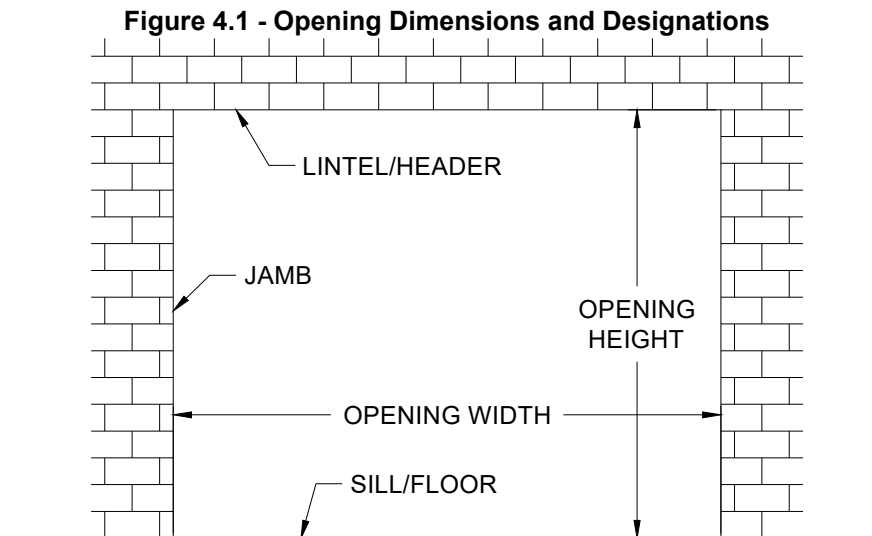 Figure 4.1 - Opening Dimensions and Designations
LINTEL/HEADER
JAMB
OPENING
HEIGHT
OPENING WIDTH
SILL/FLOOR